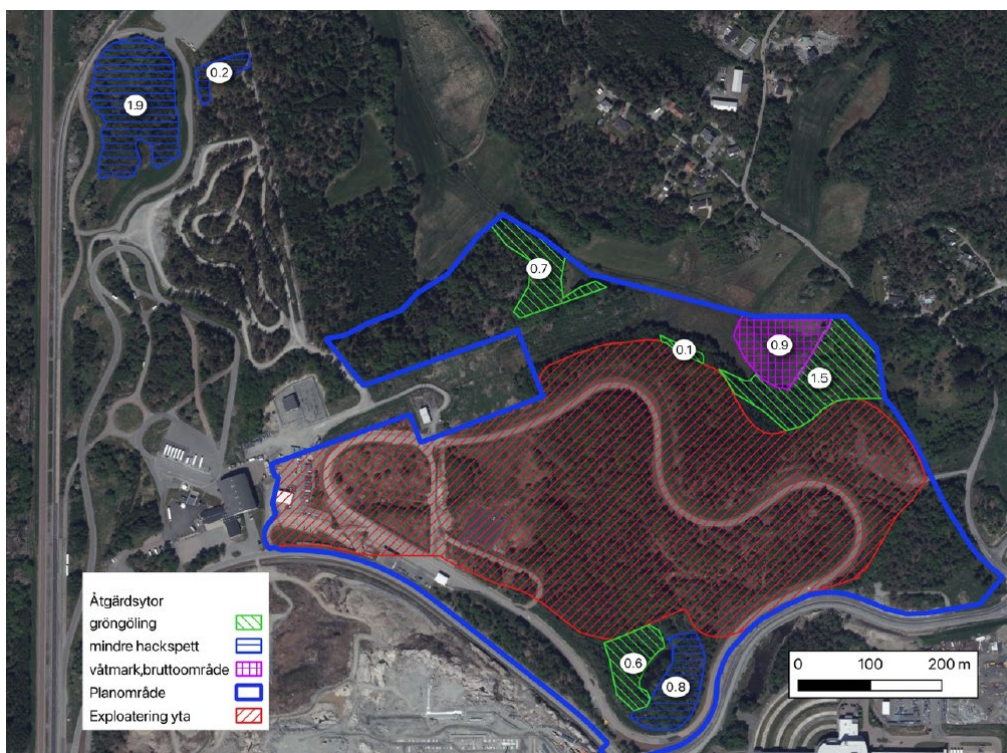 0.2
1.9
0.7
0.1
0.9
1.5
0.6
0.8
Åtgärdsytor
gröngöling
mindre hackspett
våtmark,bruttoområde
Planområde
Exploatering yta
0 100 200 m